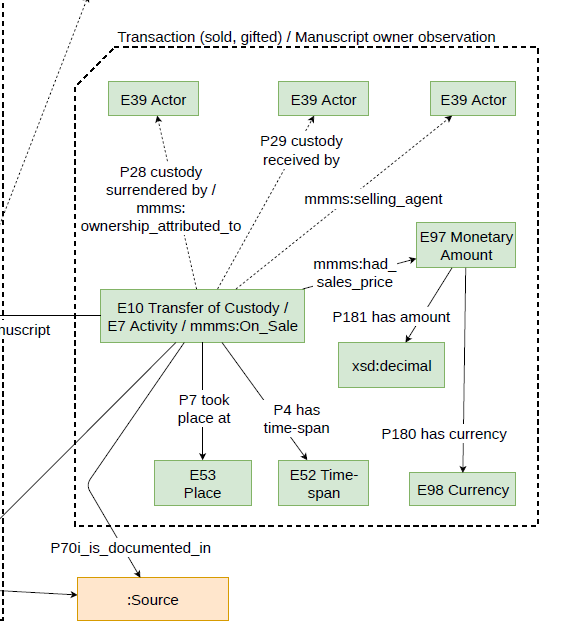 Transaction (sold, gifted) / Manuscript owner observation
E39 Actor
E39 Actor
E39 Actor
P28 custody
surrendered by /
mmms:
ownership_attributed_to
P29 custody
received by
mmms:selling_agent
E97 Monetary
Amount
mmms:had_
sales_price
E10 Transfer of Custody /
E7 Activity / mmms:On_Sale
P181 has amount
xsd:decimal
P7 took
place at
P4 has
time-span
P180 has currency
E53
Place
E52 Time-
span
E98 Currency
P70i_is_documented_in
:Source